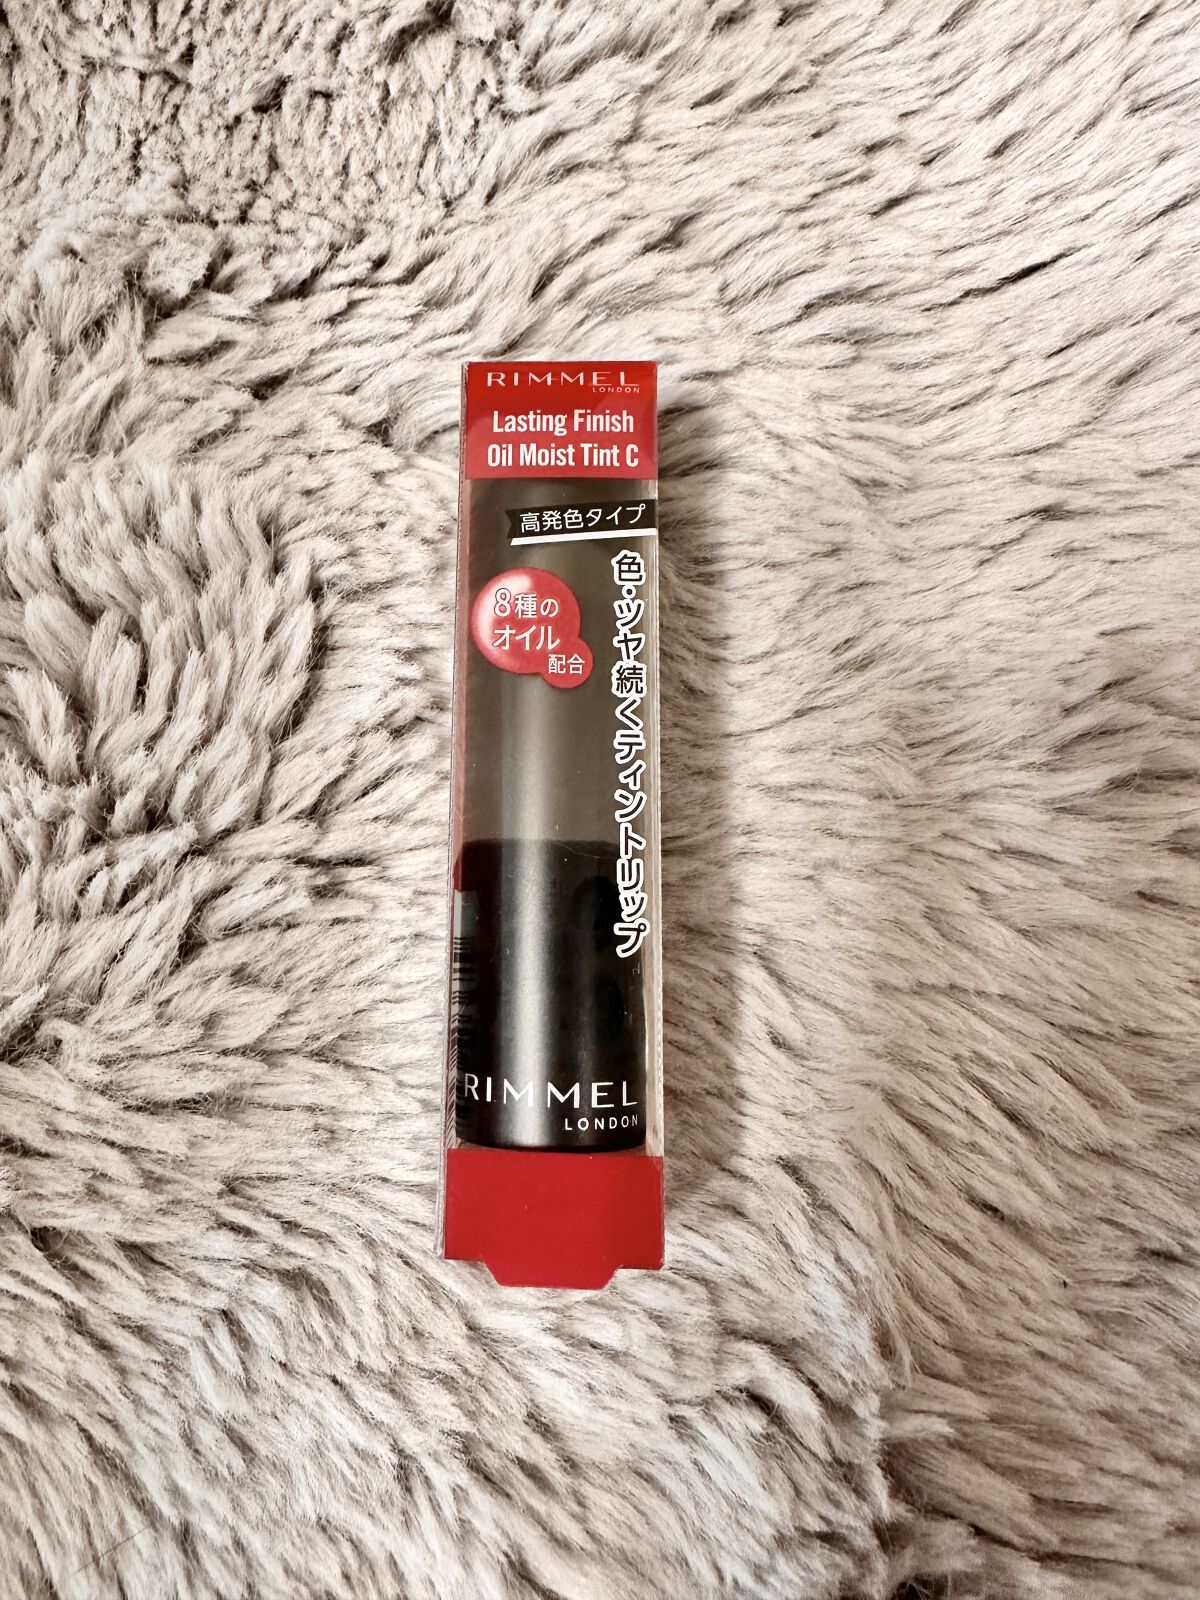 RIMMEL
LONDON
Lasting Finish
Oil Moist Tint C
高発色タイプ
8種の
オイル
配合
色・ツヤ続くティントリップ
RIMMEL
LONDON